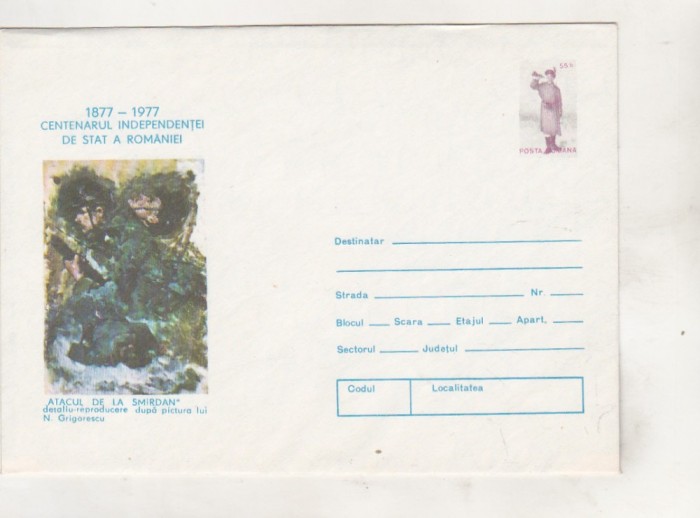 1877 – 1977
CENTENARUL INDEPENDENȚEI
DE STAT A ROMÂNIEI
55 b
POSTA ROMANA
Destinatar
Strada Nr.
Blocul Scara Etajul Apart.
Sectorul Județul
Codul Localitatea
„ATACUL DE LA SMÎRDAN"
detaliu-reproducere după pictura lui
N. Grigorescu